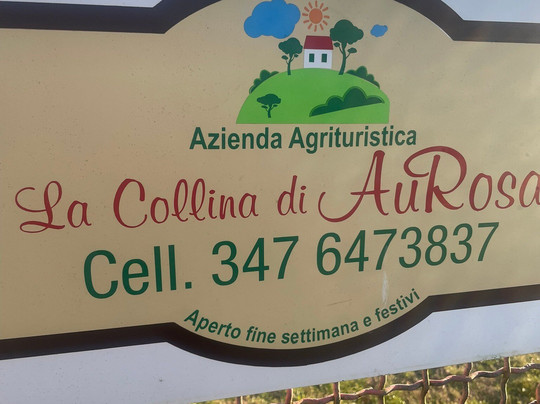 Azienda Agrituristica
La Collina di AuRosa
Cell. 347 6473837
Aperto fine settimana e festivi